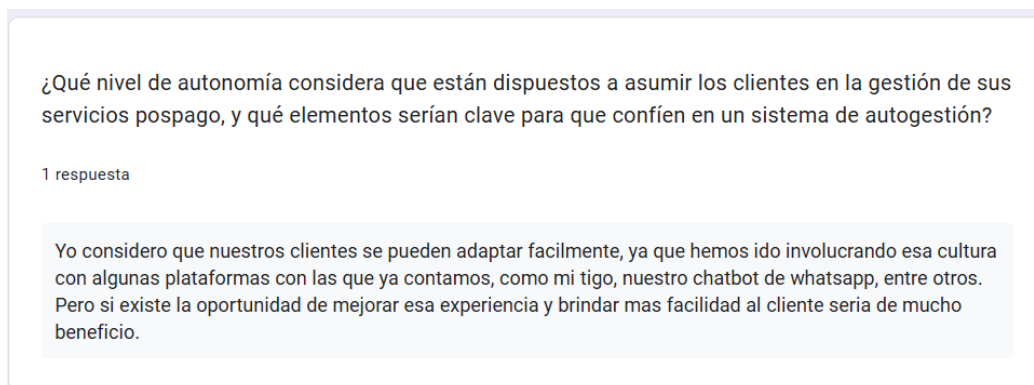 ¿Qué nivel de autonomía considera que están dispuestos a asumir los clientes en la gestión de sus
servicios pospago, y qué elementos serían clave para que confíen en un sistema de autogestión?
1 respuesta
Yo considero que nuestros clientes se pueden adaptar facilmente, ya que hemos ido involucrando esa cultura
con algunas plataformas con las que ya contamos, como mi tigo, nuestro chatbot de whatsapp, entre otros.
Pero si existe la oportunidad de mejorar esa experiencia y brindar mas facilidad al cliente seria de mucho
beneficio.